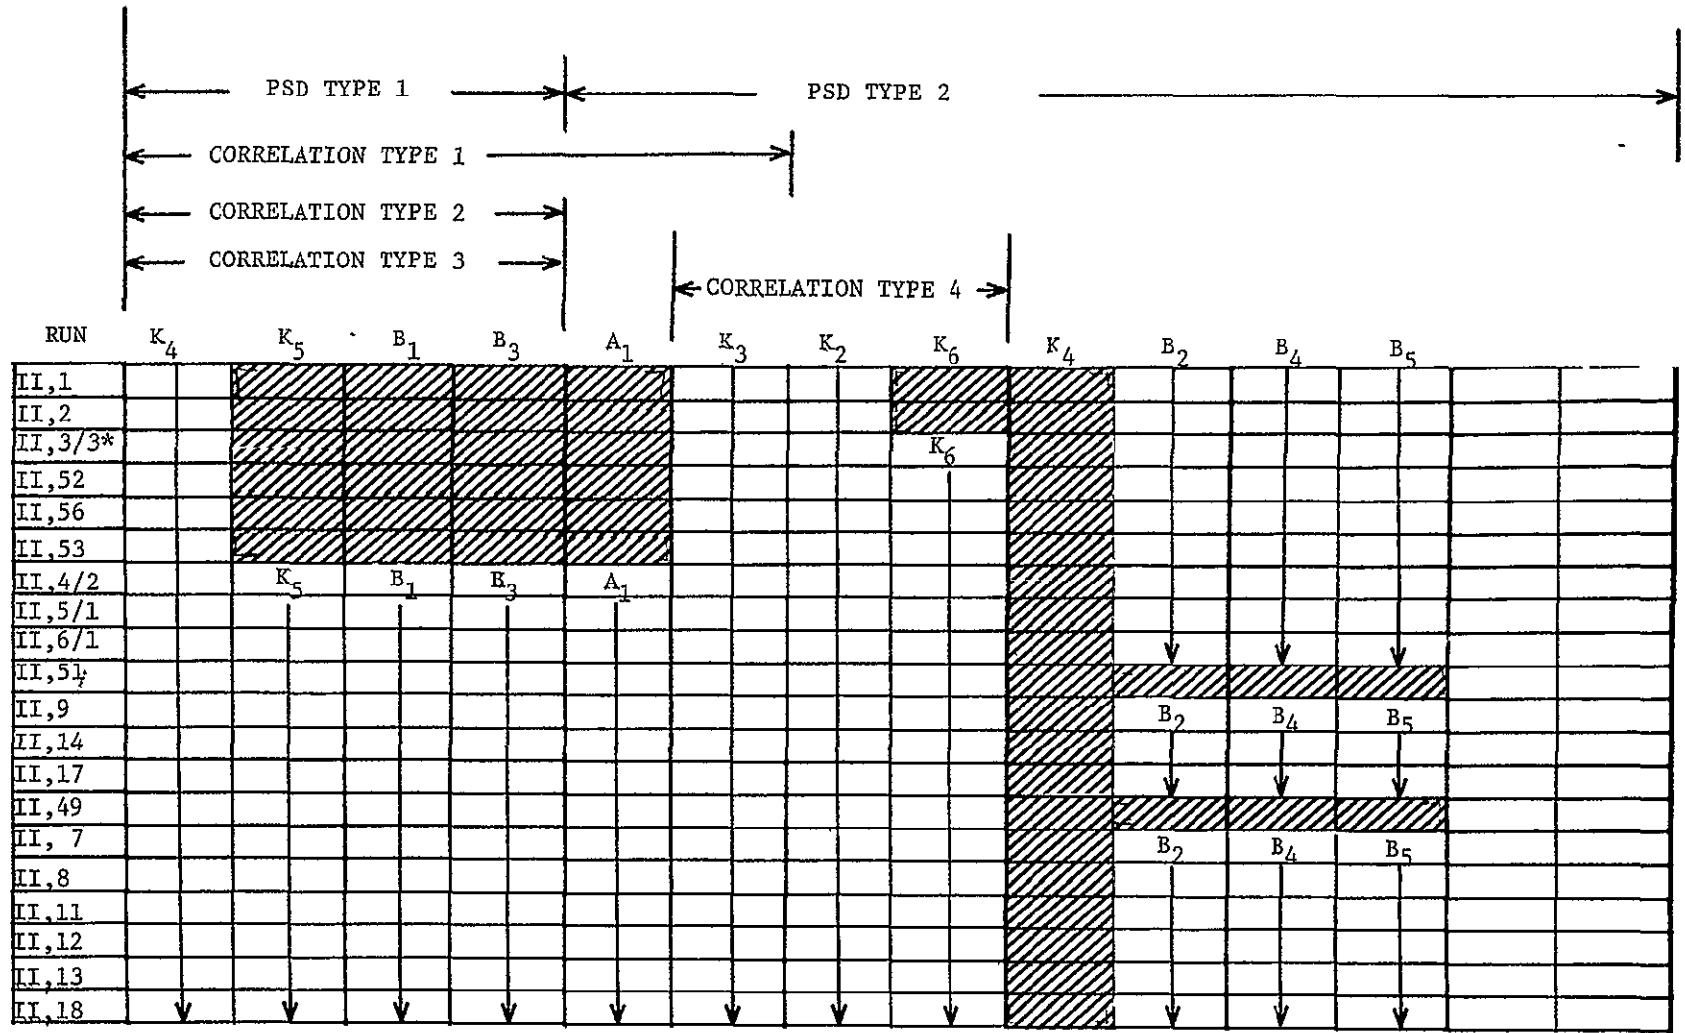 PSD TYPE 1 PSD TYPE 2
CORRELATION TYPE 1
CORRELATION TYPE 2
CORRELATION TYPE 3
CORRELATION TYPE 4
RUN K4 K5 B1 B3 A1 K3 K2 K6 K4 B2 B4 B5
II,1
II,2
II,3/3* K6
II,52
II,56
II,53
II,4/2 K5 B1 B3 A1
II,5/1
II,6/1
II,51
II,9 B2 B4 B5
II,14
II,17
II,49
II, 7 B2 B4 B5
II,8
II,11
II,12
II,13
II,18